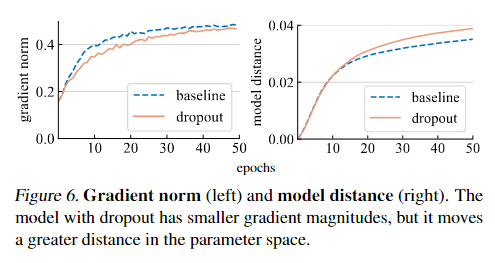 gradient norm
0.4
0.2
0.0
baseline
dropout
10 20 30 40 50
model distance
0.04
0.02
0.00
baseline
dropout
10 20 30 40 50
epochs
Figure 6. Gradient norm (left) and model distance (right). The
model with dropout has smaller gradient magnitudes, but it moves
a greater distance in the parameter space.